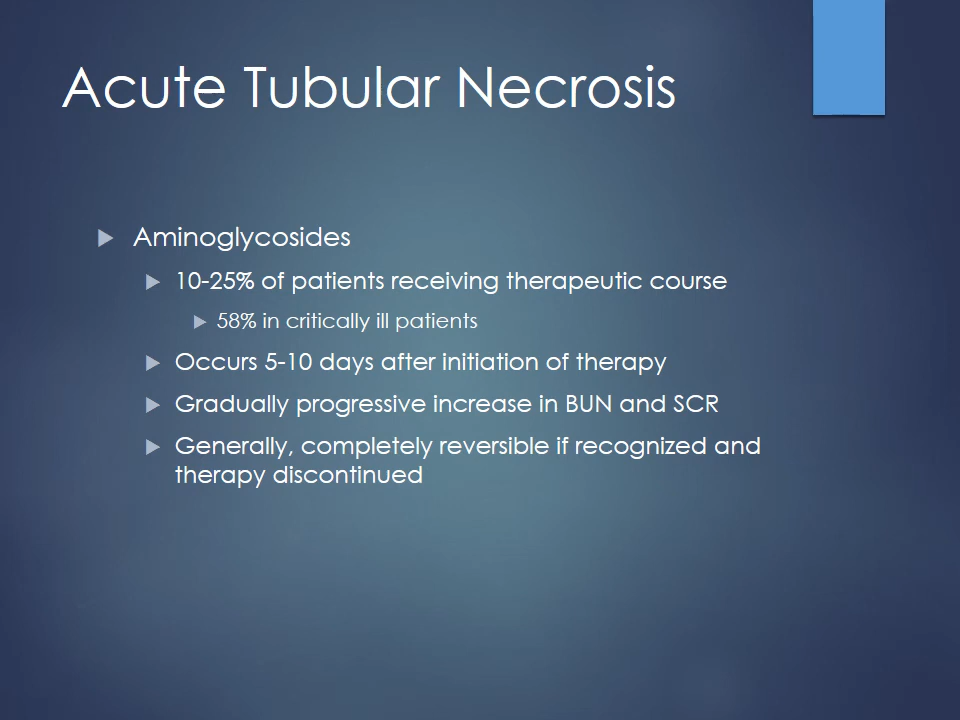 Acute Tubular Necrosis
Aminoglycosides
10-25% of patients receiving therapeutic course
58% in critically ill patients
Occurs 5-10 days after initiation of therapy
Gradually progressive increase in BUN and SCR
Generally, completely reversible if recognized and
therapy discontinued